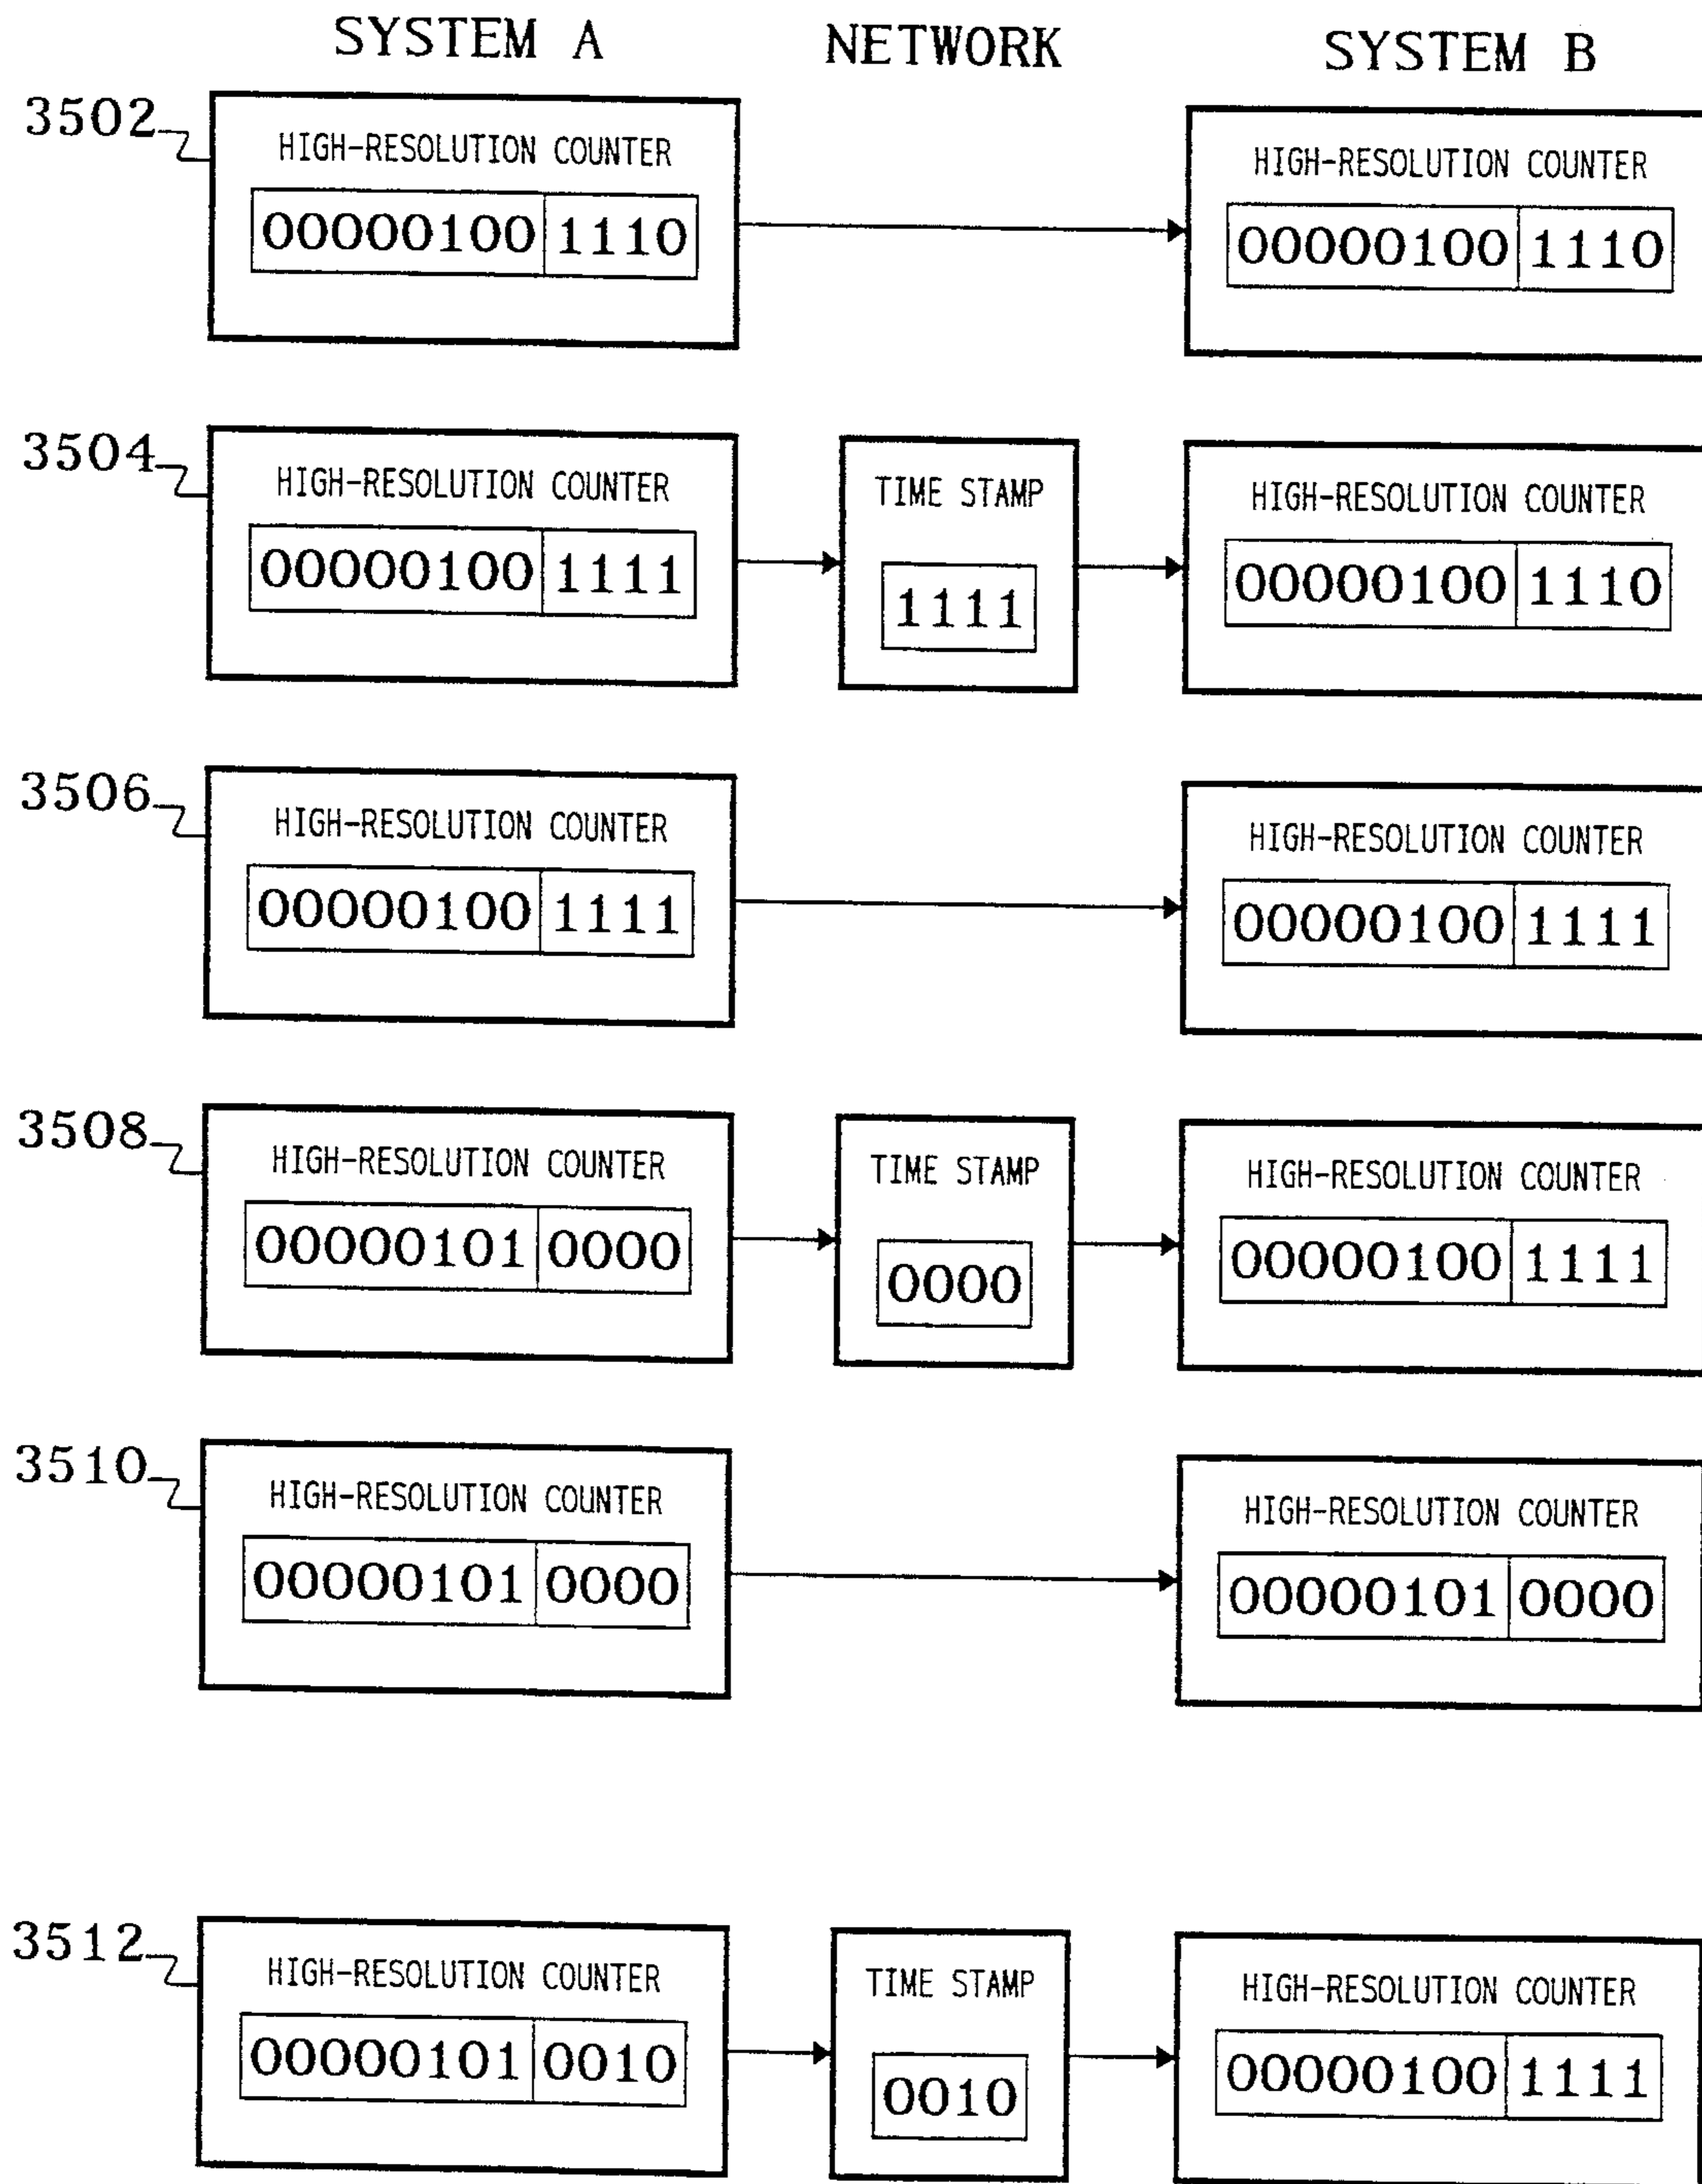 SYSTEM A NETWORK SYSTEM B
3502
HIGH-RESOLUTION COUNTER HIGH-RESOLUTION COUNTER
00000100 1110 00000100 1110
3504
HIGH-RESOLUTION COUNTER TIME STAMP HIGH-RESOLUTION COUNTER
00000100 1111 1111 00000100 1110
3506
HIGH-RESOLUTION COUNTER HIGH-RESOLUTION COUNTER
00000100 1111 00000100 1111
3508
HIGH-RESOLUTION COUNTER TIME STAMP HIGH-RESOLUTION COUNTER
00000101 0000 0000 00000100 1111
3510
HIGH-RESOLUTION COUNTER HIGH-RESOLUTION COUNTER
00000101 0000 00000101 0000
3512
HIGH-RESOLUTION COUNTER TIME STAMP HIGH-RESOLUTION COUNTER
00000101 0010 0010 00000100 1111